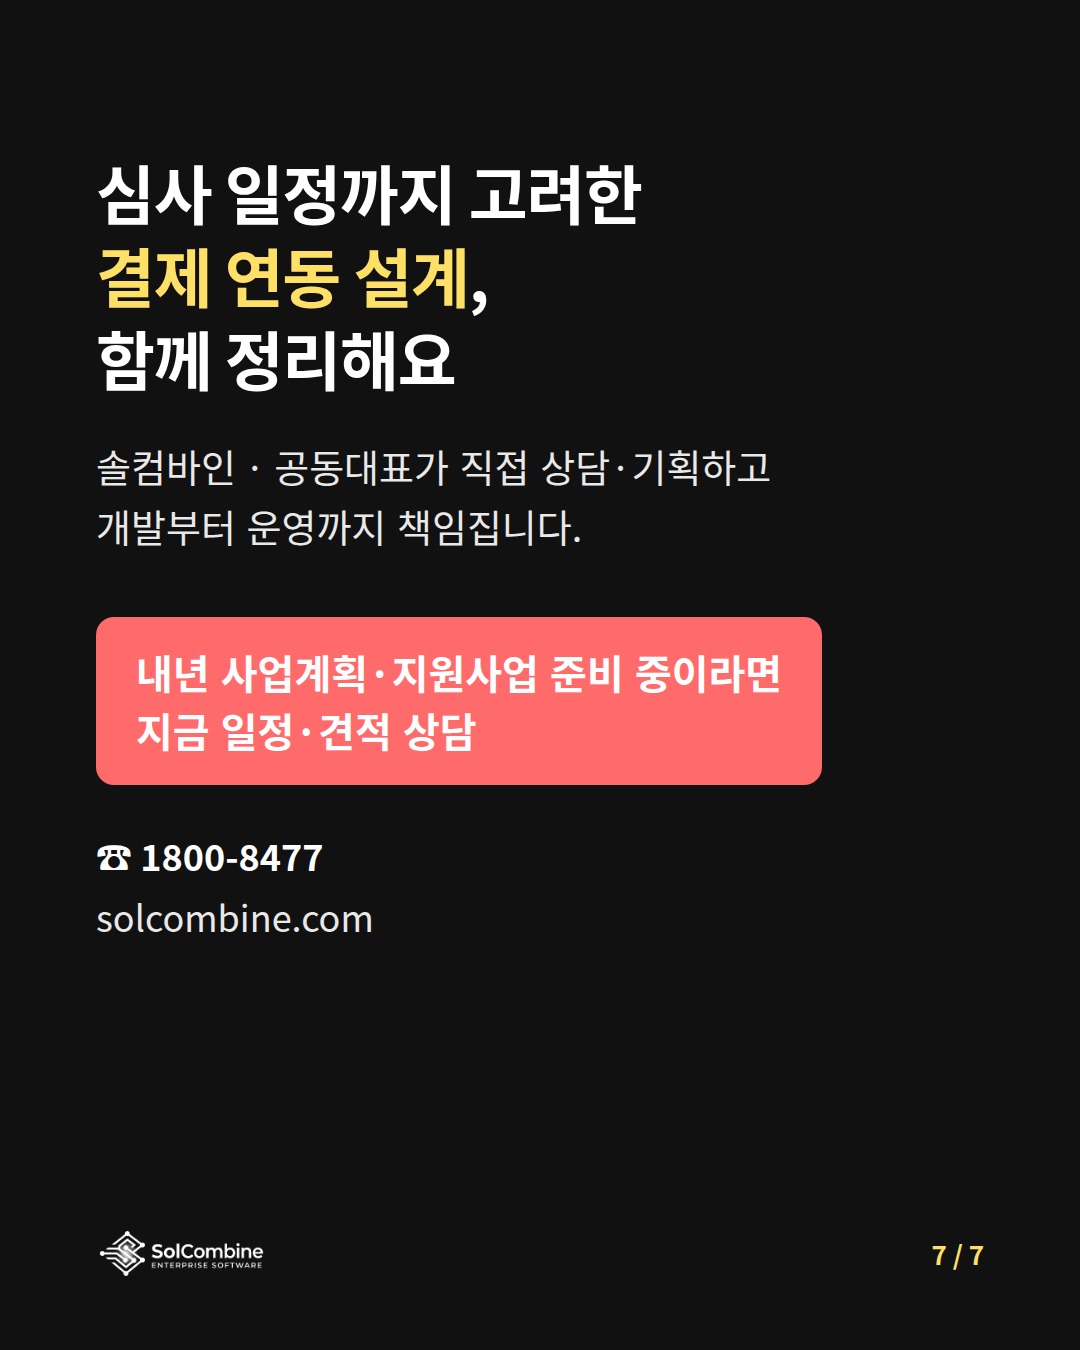 심사 일정까지 고려한
결제 연동 설계,
함께 정리해요
솔컴바인 · 공동대표가 직접 상담·기획하고
개발부터 운영까지 책임집니다.
내년 사업계획·지원사업 준비 중이라면
지금 일정·견적 상담
☎ 1800-8477
solcombine.com
SolCombine
ENTERPRISE SOFTWARE
7 / 7